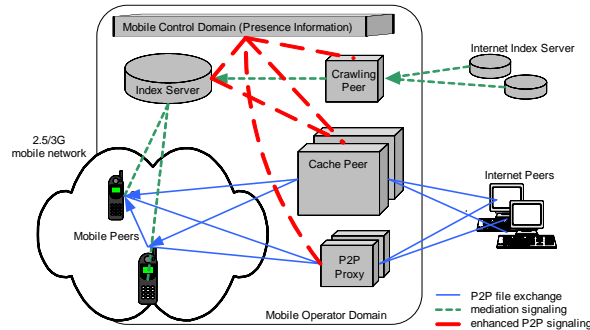 Mobile Control Domain (Presence Information)
Internet Index Server
Index Server
Crawling
Peer
2.5/3G
mobile network
Cache Peer
Internet Peers
Mobile Peers
P2P
Proxy
Mobile Operator Domain
P2P file exchange
mediation signaling
enhanced P2P signaling